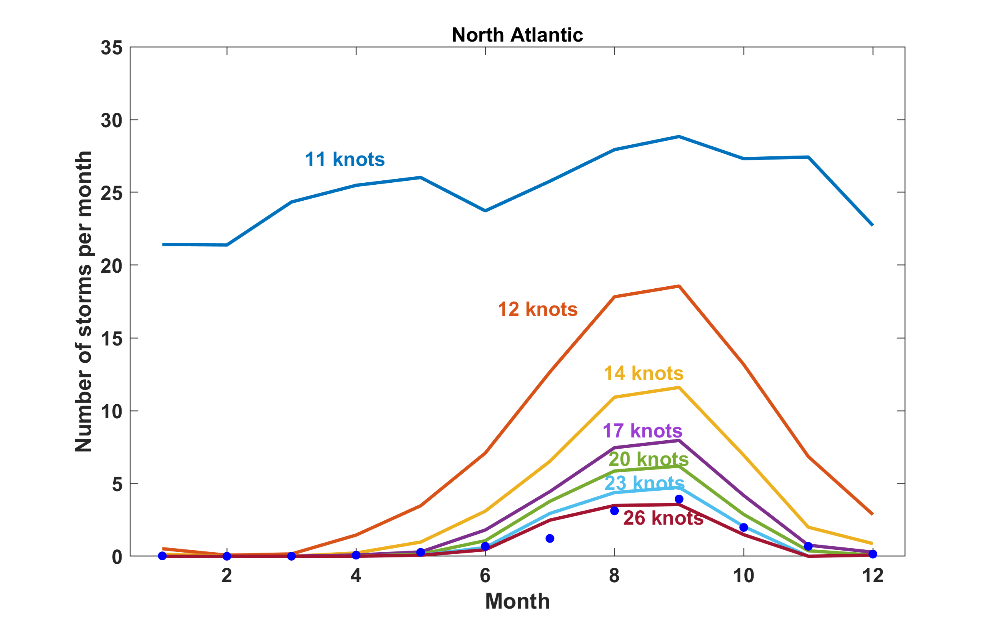 North Atlantic
35
30
25
20
15
10
5
0
Number of storms per month
11 knots
12 knots
14 knots
17 knots
20 knots
23 knots
26 knots
2
4
6
8
10
12
Month